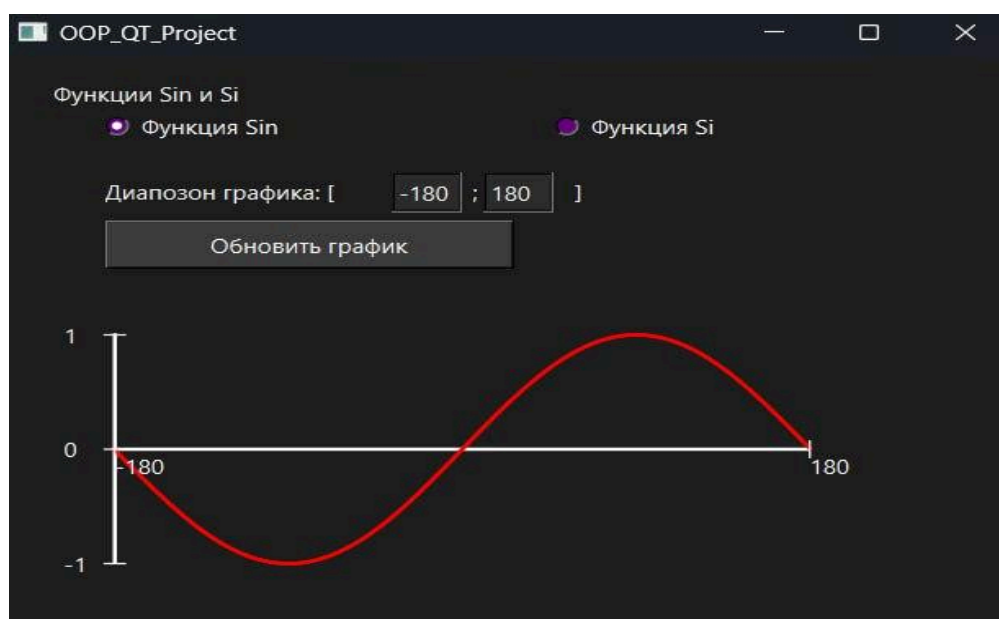 OOP_QT_Project
Функции Sin и Si
Функция Sin Функция Si
Диапозон графика: [ -180 ; 180 ]
Обновить график
1
0
-180 180
-1